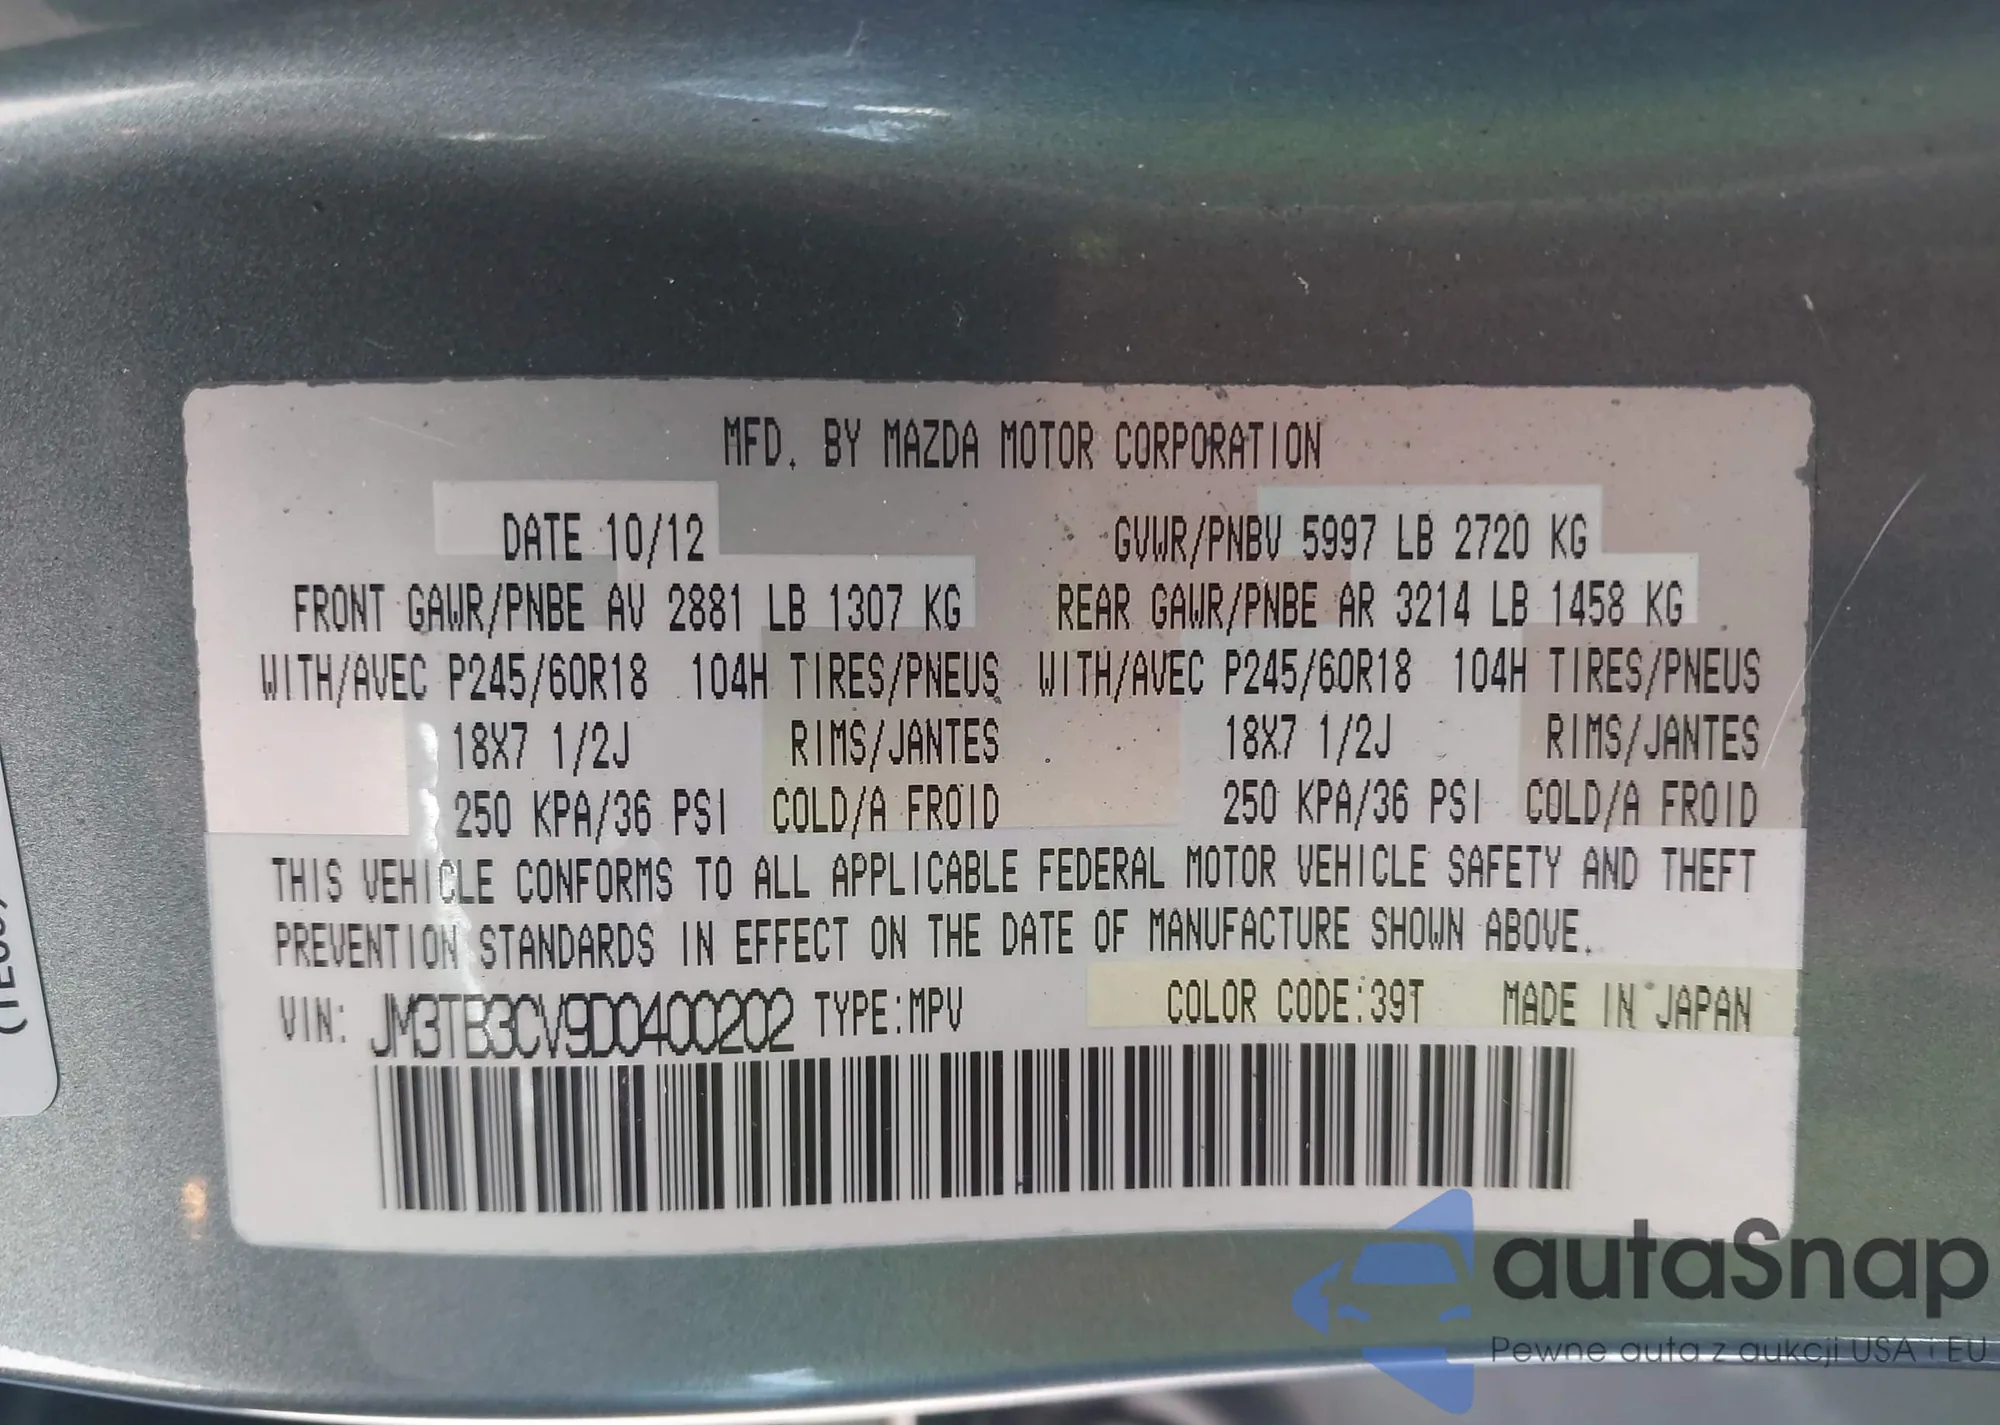 MFD. BY MAZDA MOTOR CORPORATION
DATE 10/12 GVWR/PNBV 5997 LB 2720 KG
FRONT GAWR/PNBE AV 2881 LB 1307 KG REAR GAWR/PNBE AR 3214 LB 1458 KG
WITH/AVEC P245/60R18 104H TIRES/PNEUS WITH/AVEC P245/60R18 104H TIRES/PNEUS
18X7 1/2J RIMS/JANTES 18X7 1/2J RIMS/JANTES
250 KPA/36 PSI COLD/A FROID 250 KPA/36 PSI COLD/A FROID
THIS VEHICLE CONFORMS TO ALL APPLICABLE FEDERAL MOTOR VEHICLE SAFETY AND THEFT
PREVENTION STANDARDS IN EFFECT ON THE DATE OF MANUFACTURE SHOWN ABOVE.
VIN: JM3TB3CV9D0400202 TYPE:MPV COLOR CODE:39T MADE IN JAPAN
autaSnap
Pewne auta z aukcji USA i EU